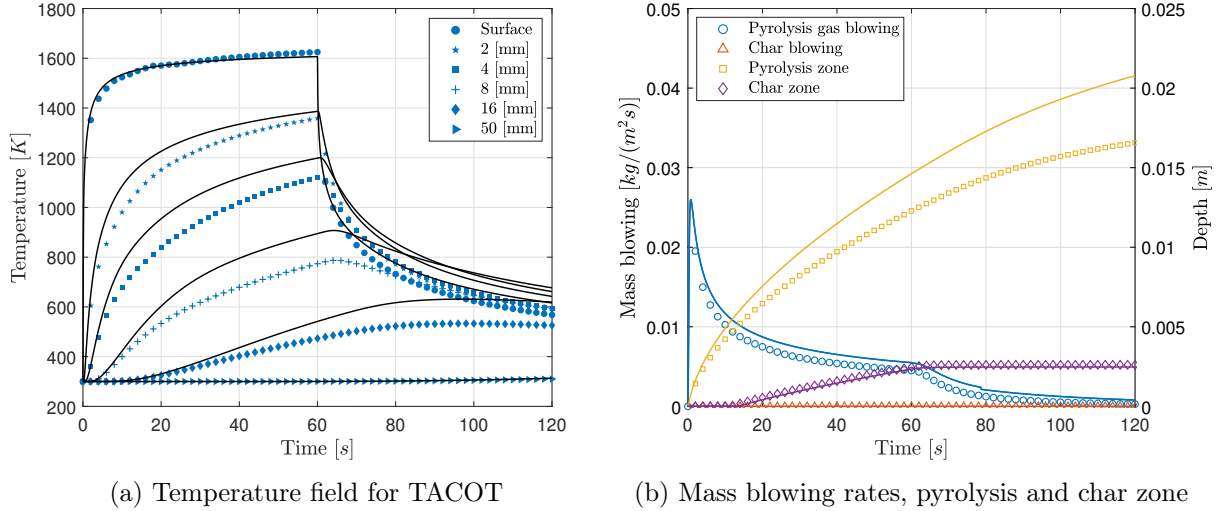 1600
1400
1200
1000
800
600
400
200
0
20
40
60
80
100
120
Temperature [K]
Time [s]
Surface
2 [mm]
4 [mm]
8 [mm]
16 [mm]
50 [mm]
(a) Temperature field for TACOT
0.05
0.04
0.03
0.02
0.01
0
0
20
40
60
80
100
120
0.025
0.02
0.015
0.01
0.005
0
Mass blowing [kg/(m²s)]
Depth [m]
Time [s]
Pyrolysis gas blowing
Char blowing
Pyrolysis zone
Char zone
(b) Mass blowing rates, pyrolysis and char zone